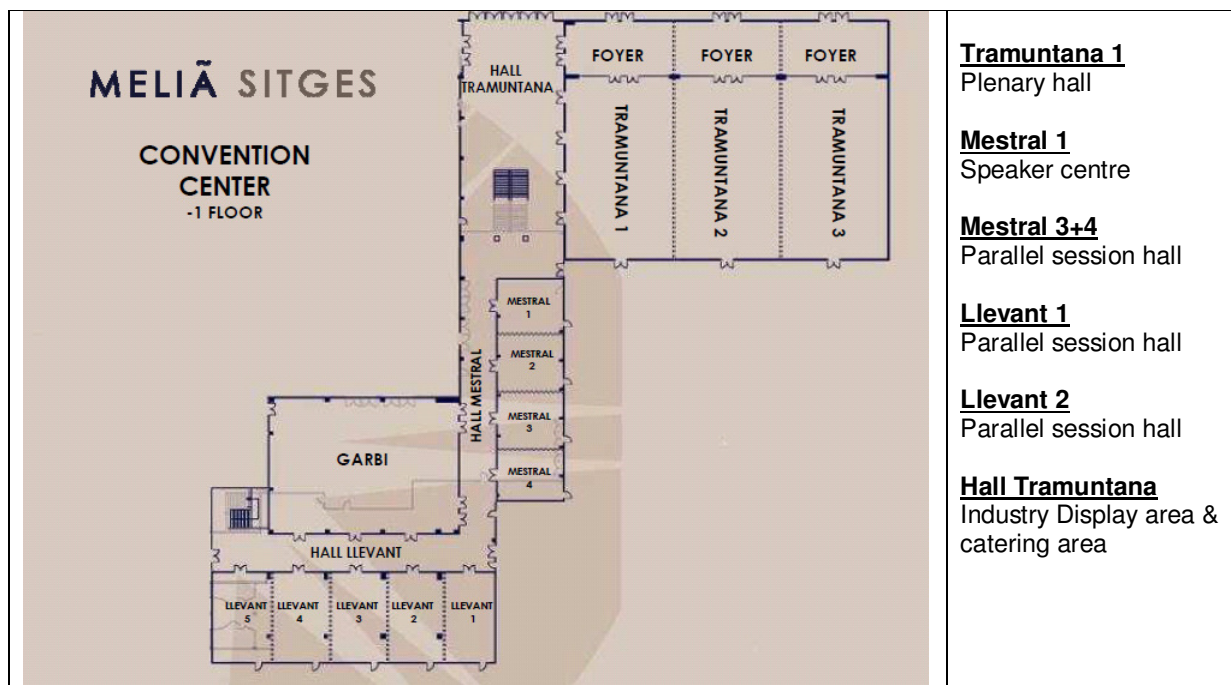 MELIÃ SITGES
CONVENTION
CENTER
-1 FLOOR
HALL
TRAMUNTANA
FOYER
FOYER
FOYER
TRAMUNTANA 1
TRAMUNTANA 2
TRAMUNTANA 3
MESTRAL
1
MESTRAL
2
MESTRAL
3
MESTRAL
4
HALL MESTRAL
GARBI
HALL LLEVANT
LLEVANT
5
LLEVANT
4
LLEVANT
3
LLEVANT
2
LLEVANT
1
Tramuntana 1
Plenary hall
Mestral 1
Speaker centre
Mestral 3+4
Parallel session hall
Llevant 1
Parallel session hall
Llevant 2
Parallel session hall
Hall Tramuntana
Industry Display area &
catering area